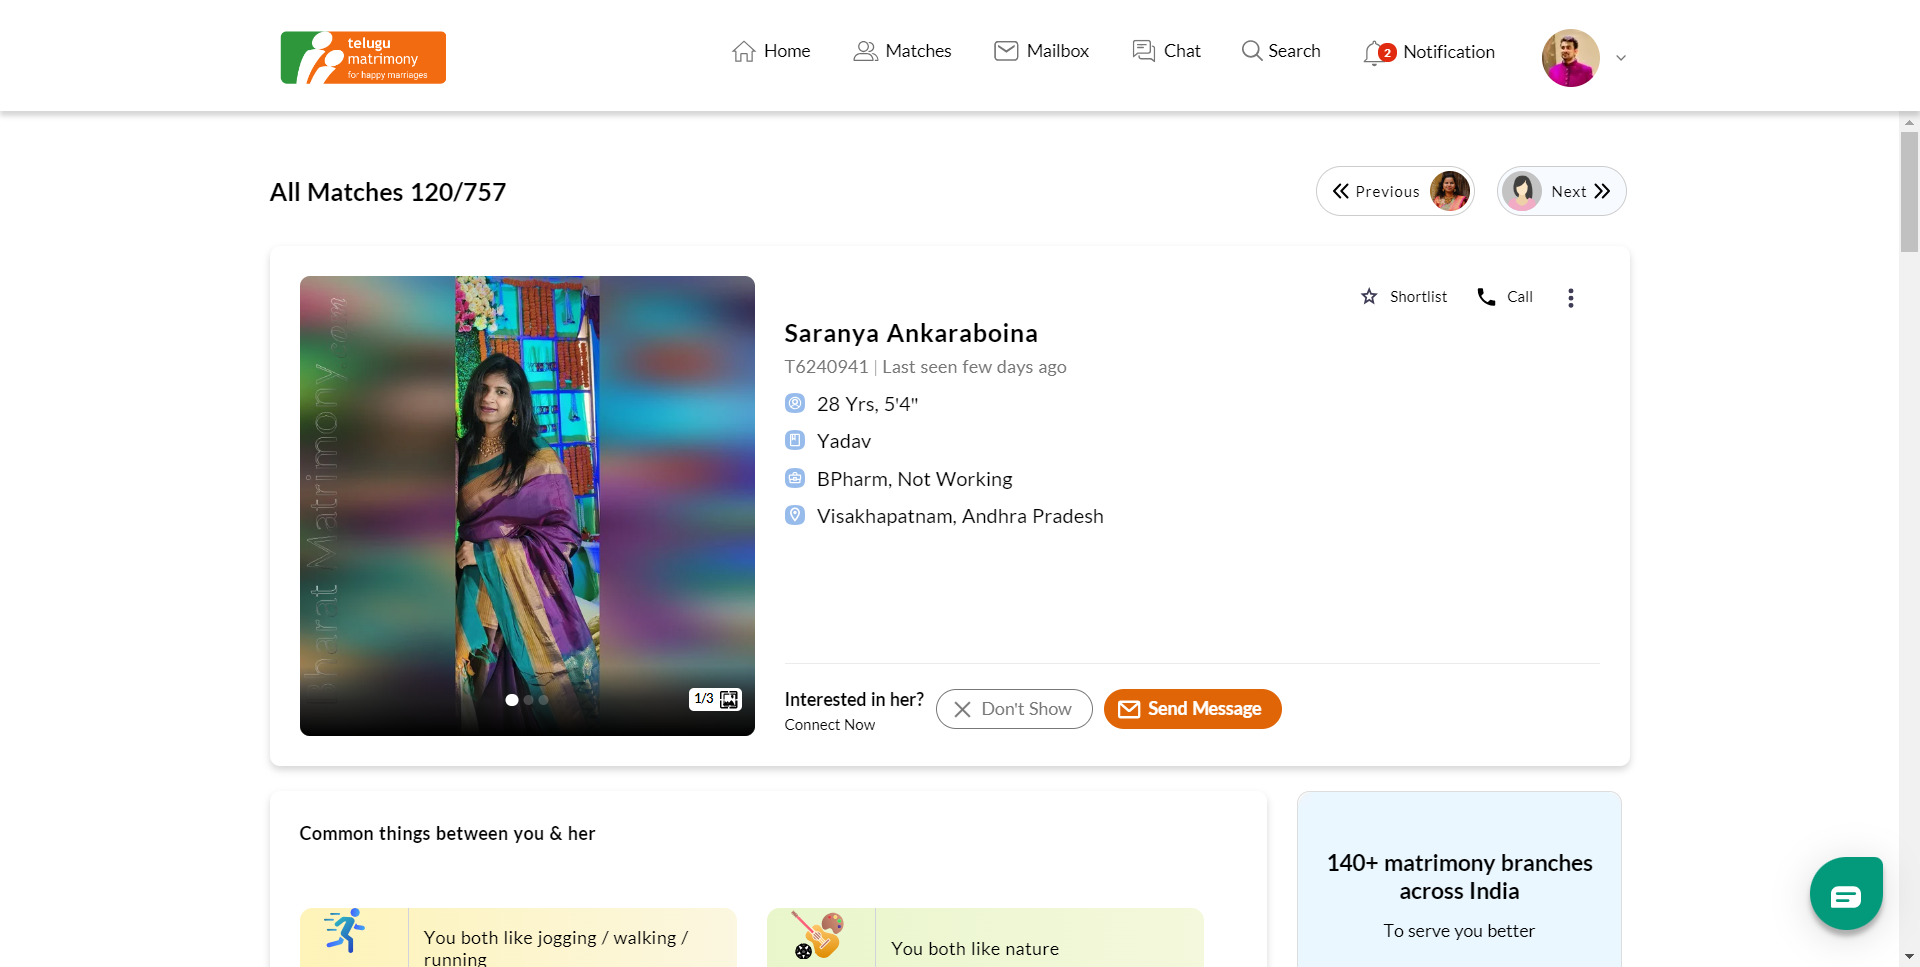 telugu
matrimony
for happy marriages
Home
Matches
Mailbox
Chat
Search
2
Notification
All Matches 120/757
Previous
Next
Bharat Matrimony.com
1/3
Shortlist
Call
Saranya Ankaraboina
T6240941 | Last seen few days ago
28 Yrs, 5'4"
Yadav
BPharm, Not Working
Visakhapatnam, Andhra Pradesh
Interested in her?
Connect Now
Don't Show
Send Message
Common things between you & her
You both like jogging / walking /
running
You both like nature
140+ matrimony branches
across India
To serve you better